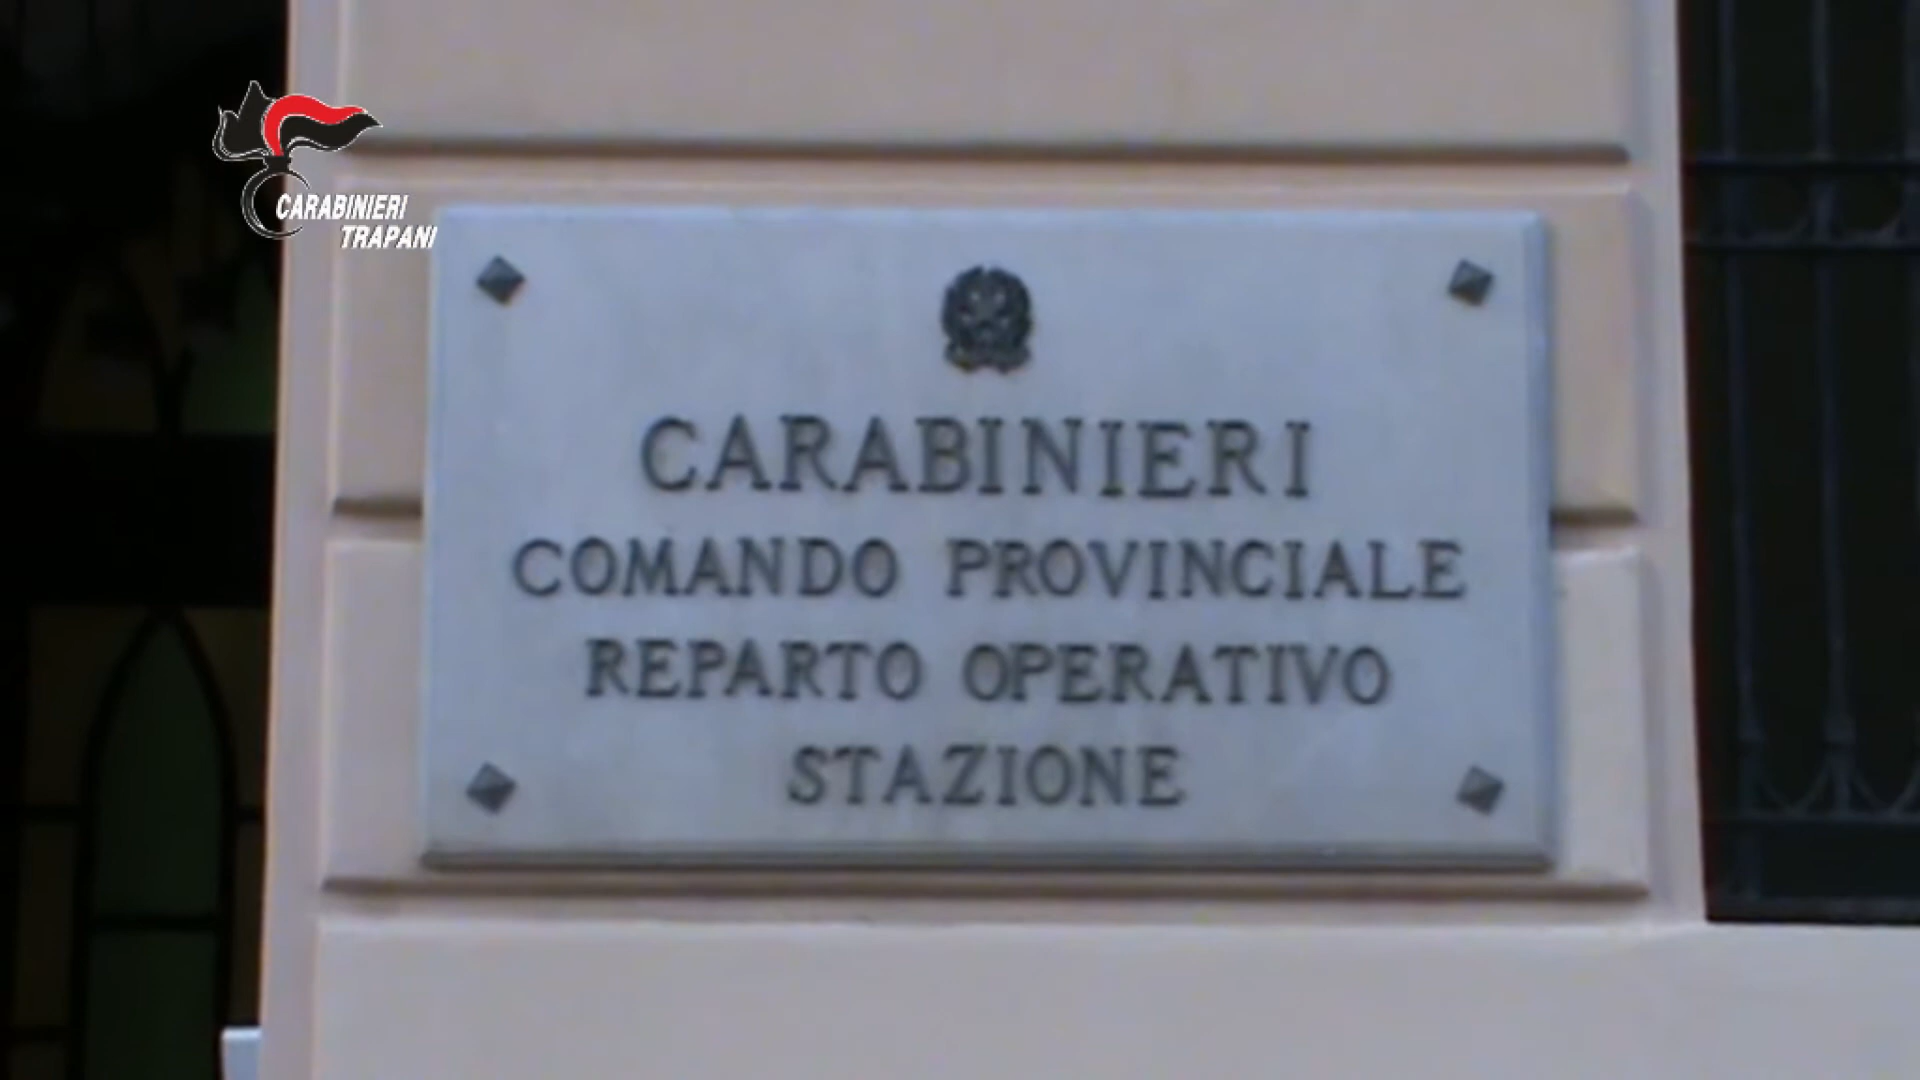 CARABINIERI
TRAPANI
CARABINIERI
COMANDO PROVINCIALE
REPARTO OPERATIVO
STAZIONE